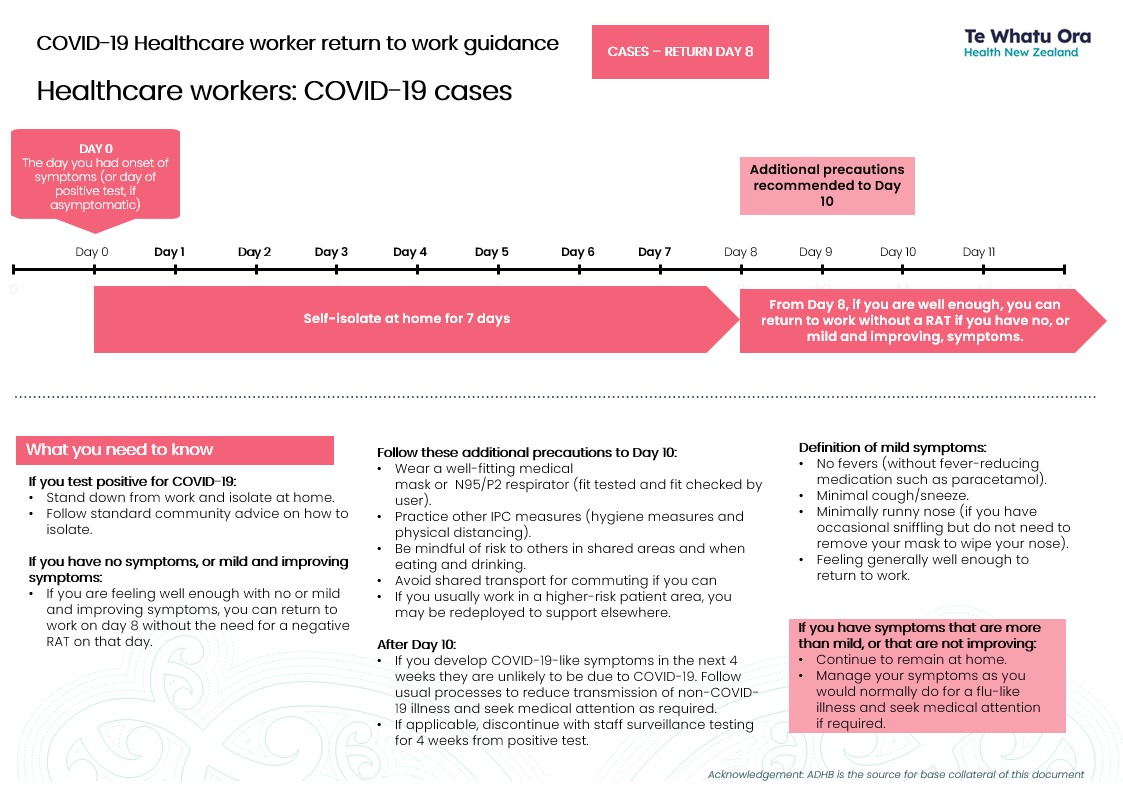 COVID-19 Healthcare worker return to work guidance
CASES – RETURN DAY 8
Te Whatu Ora
Health New Zealand
Healthcare workers: COVID-19 cases
DAY 0
The day you had onset of
symptoms (or day of
positive test, if
asymptomatic)
Additional precautions
recommended to Day
10
Day 0
Day 1
Day 2
Day 3
Day 4
Day 5
Day 6
Day 7
Day 8
Day 9
Day 10
Day 11
0
Self-isolate at home for 7 days
From Day 8, if you are well enough, you can
return to work without a RAT if you have no, or
mild and improving, symptoms.
What you need to know
If you test positive for COVID-19:
• Stand down from work and isolate at home.
• Follow standard community advice on how to
isolate.
If you have no symptoms, or mild and improving
symptoms:
• If you are feeling well enough with no or mild
and improving symptoms, you can return to
work on day 8 without the need for a negative
RAT on that day.
Follow these additional precautions to Day 10:
• Wear a well-fitting medical
mask or N95/P2 respirator (fit tested and fit checked by
user).
• Practice other IPC measures (hygiene measures and
physical distancing).
• Be mindful of risk to others in shared areas and when
eating and drinking.
• Avoid shared transport for commuting if you can
• If you usually work in a higher-risk patient area, you
may be redeployed to support elsewhere.
After Day 10:
• If you develop COVID-19-like symptoms in the next 4
weeks they are unlikely to be due to COVID-19. Follow
usual processes to reduce transmission of non-COVID-
19 illness and seek medical attention as required.
• If applicable, discontinue with staff surveillance testing
for 4 weeks from positive test.
Definition of mild symptoms:
• No fevers (without fever-reducing
medication such as paracetamol).
• Minimal cough/sneeze.
• Minimally runny nose (if you have
occasional sniffling but do not need to
remove your mask to wipe your nose).
• Feeling generally well enough to
return to work.
If you have symptoms that are more
than mild, or that are not improving:
• Continue to remain at home.
• Manage your symptoms as you
would normally do for a flu-like
illness and seek medical attention
if required.
Acknowledgement: ADHB is the source for base collateral of this document